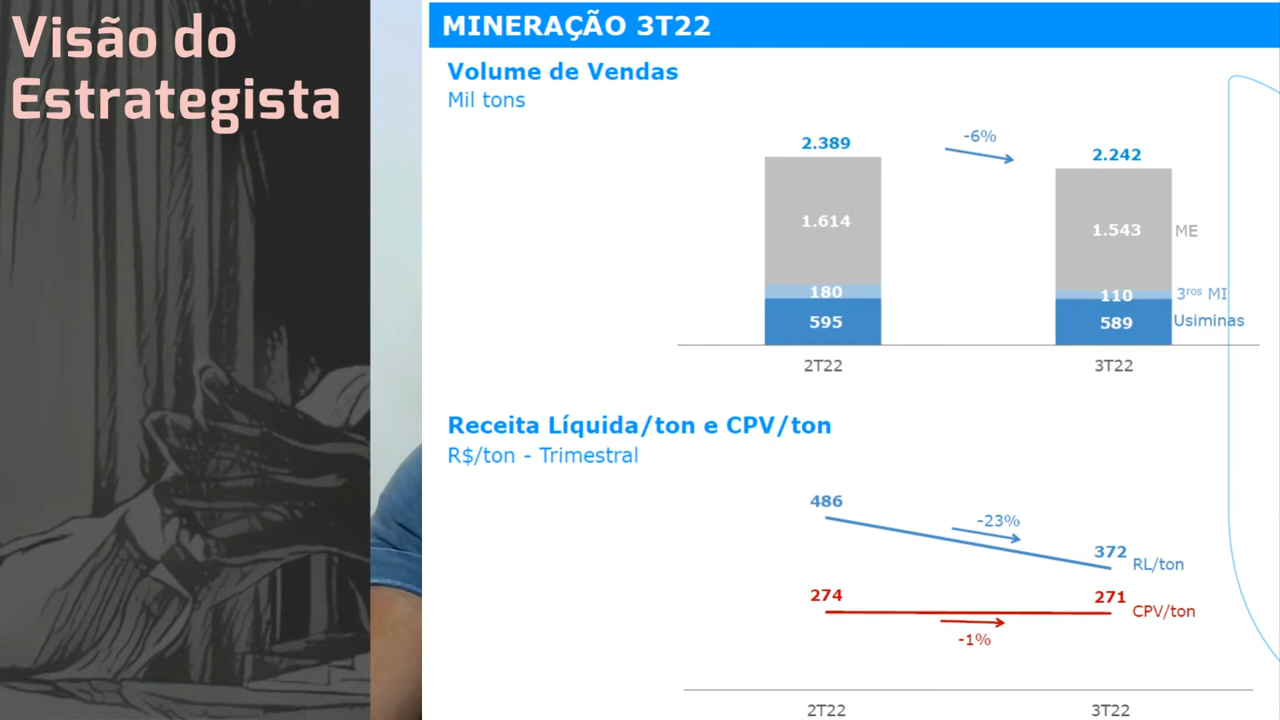 Visão do
Estrategista
MINERAÇÃO 3T22
Volume de Vendas
Mil tons
2.389
-6%
2.242
1.614
1.543
ME
180
110
3ros MI
595
589
Usiminas
2T22
3T22
Receita Líquida/ton e CPV/ton
R$/ton - Trimestral
486
-23%
372
RL/ton
274
271
CPV/ton
-1%
2T22
3T22